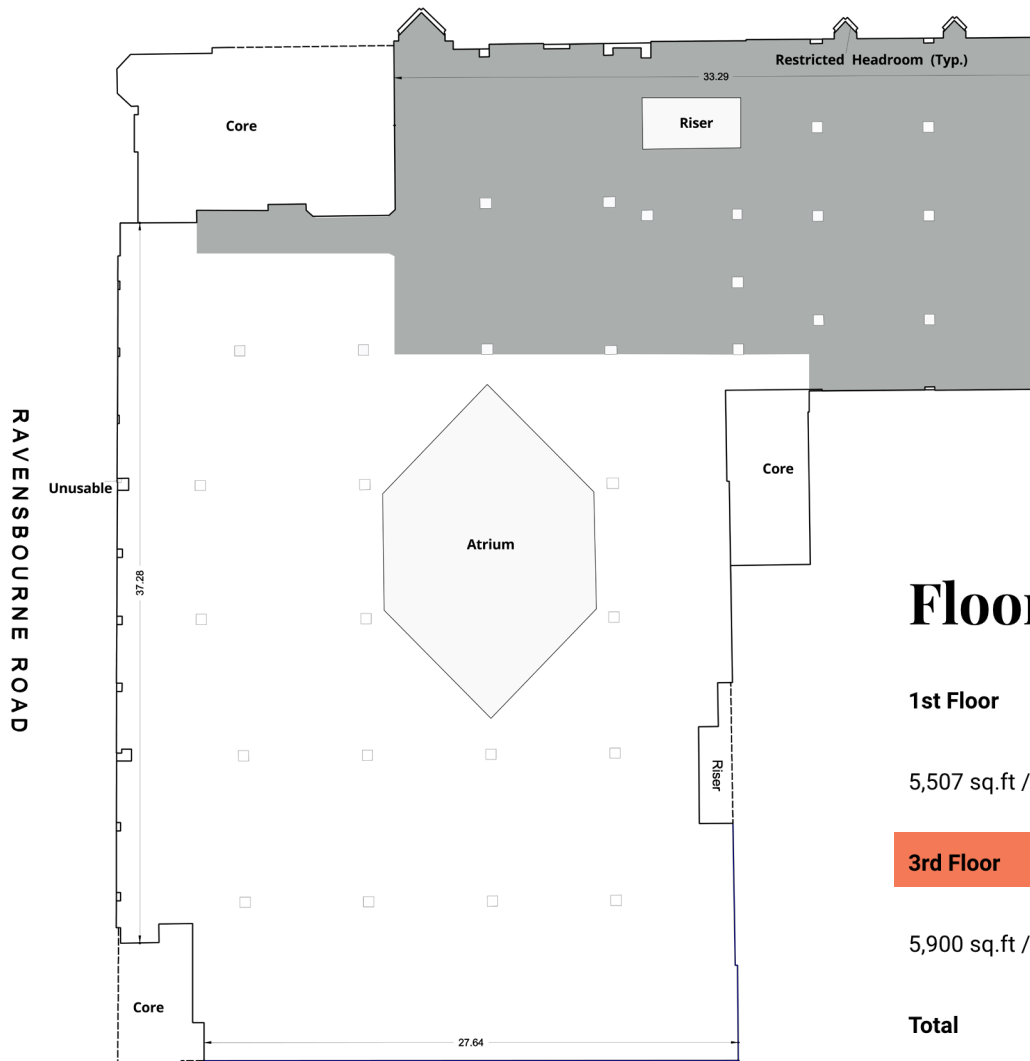 Restricted Headroom (Typ.)
33.29
Core
Riser
RAVENSBOURNE ROAD
Unusable
37.28
Atrium
Core
Riser
Core
27.64
Floor
1st Floor
5,507 sq.ft /
3rd Floor
5,900 sq.ft /
Total